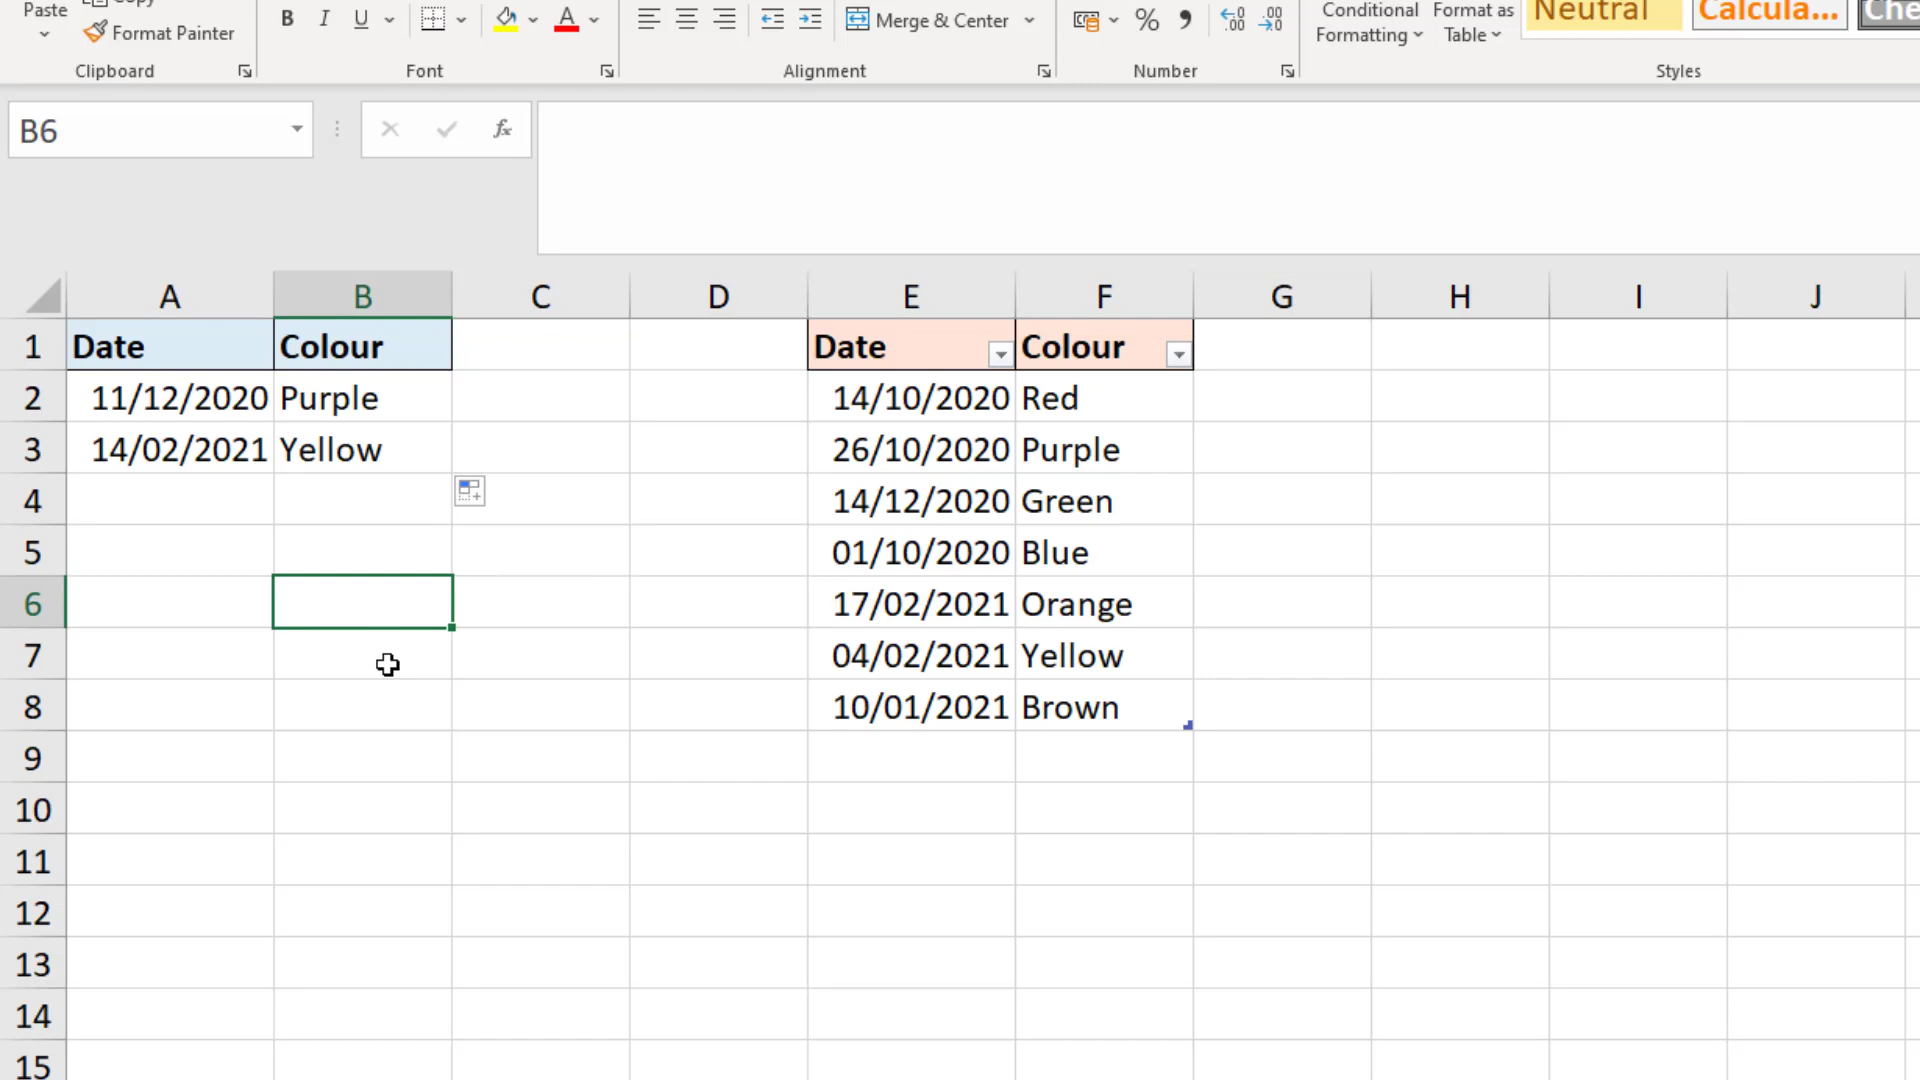 Paste Copy
Format Painter
B I U A Merge & Center % Conditional Formatting Format as Table Neutral Calcula... Che
Clipboard Font Alignment Number Styles
B6 fx
A B C D E F G H I J
1 Date Colour Date Colour
2 11/12/2020 Purple 14/10/2020 Red
3 14/02/2021 Yellow 26/10/2020 Purple
4 14/12/2020 Green
5 01/10/2020 Blue
6 17/02/2021 Orange
7 04/02/2021 Yellow
8 10/01/2021 Brown
9
10
11
12
13
14
15